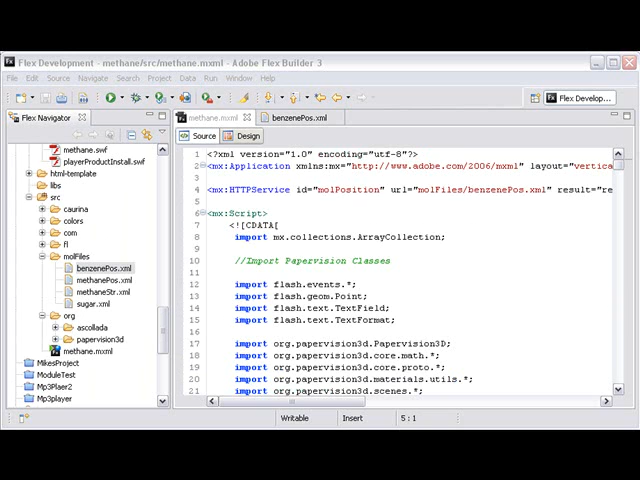 Flex Development - methane/src/methane.mxml - Adobe Flex Builder 3
File Edit Source Navigate Search Project Data Run Window Help
Flex Develop...
Flex Navigator
methane.mxml benzenePos.xml
Source Design
methane.swf
playerProductInstall.swf
html-template
libs
src
caurina
colors
com
fl
molFiles
benzenePos.xml
methanePos.xml
methaneStr.xml
sugar.xml
org
ascollada
papervision3d
methane.mxml
MikesProject
ModuleTest
Mp3Plaer2
Mp3player
1 <?xml version="1.0" encoding="utf-8"?>
2 <mx:Application xmlns:mx="http://www.adobe.com/2006/mxml" layout="vertica
3
4 <mx:HTTPService id="molPosition" url="molFiles/benzenePos.xml" result="re
5
6 <mx:Script>
7 <![CDATA[
8 import mx.collections.ArrayCollection;
9
10 //Import Papervision Classes
11
12 import flash.events.*;
13 import flash.geom.Point;
14 import flash.text.TextField;
15 import flash.text.TextFormat;
16
17 import org.papervision3d.Papervision3D;
18 import org.papervision3d.core.math.*;
19 import org.papervision3d.core.proto.*;
20 import org.papervision3d.materials.utils.*;
21 import org.papervision3d.scenes.*;
Writable Insert 5 : 1